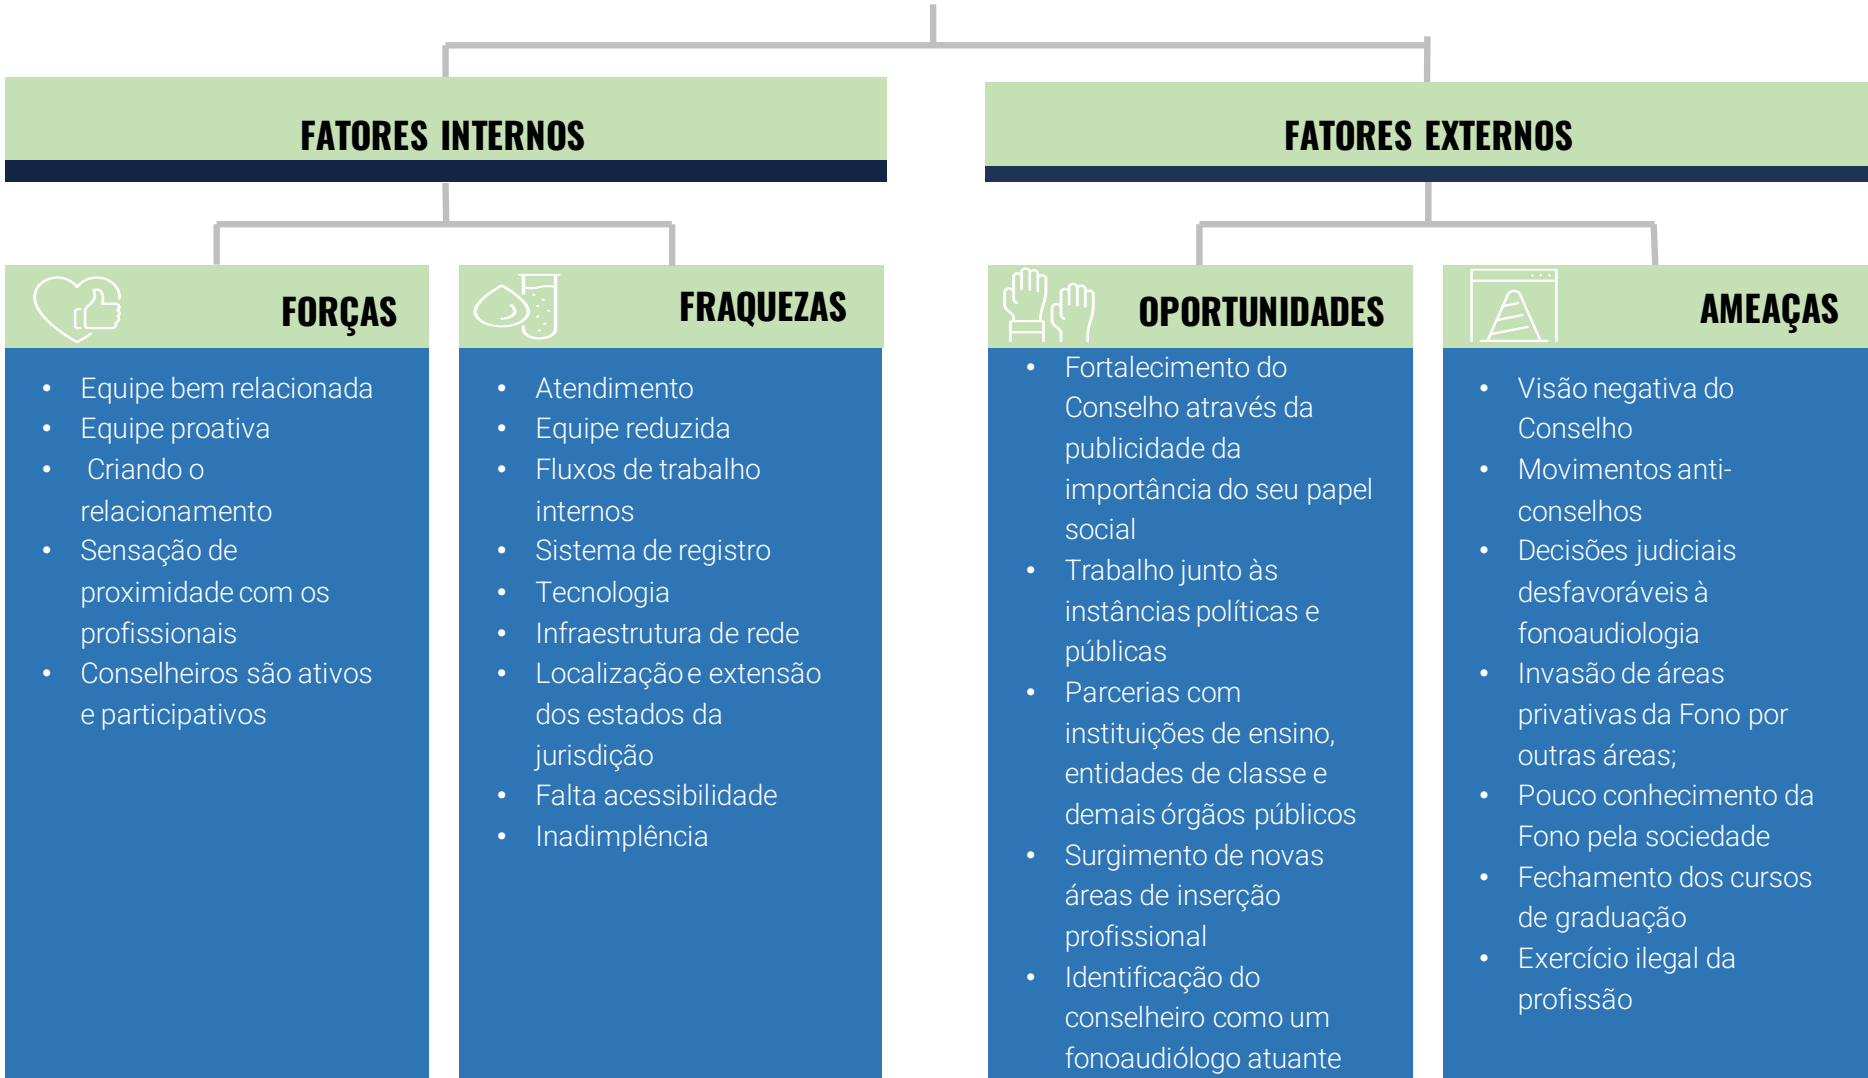 FATORES INTERNOS
FATORES EXTERNOS
FORÇAS
• Equipe bem relacionada
• Equipe proativa
• Criando o
relacionamento
• Sensação de
proximidade com os
profissionais
• Conselheiros são ativos
e participativos
FRAQUEZAS
• Atendimento
• Equipe reduzida
• Fluxos de trabalho
internos
• Sistema de registro
• Tecnologia
• Infraestrutura de rede
• Localização e extensão
dos estados da
jurisdição
• Falta acessibilidade
• Inadimplência
OPORTUNIDADES
• Fortalecimento do
Conselho através da
publicidade da
importância do seu papel
social
• Trabalho junto às
instâncias políticas e
públicas
• Parcerias com
instituições de ensino,
entidades de classe e
demais órgãos públicos
• Surgimento de novas
áreas de inserção
profissional
• Identificação do
conselheiro como um
fonoaudiólogo atuante
AMEAÇAS
• Visão negativa do
Conselho
• Movimentos anti-
conselhos
• Decisões judiciais
desfavoráveis à
fonoaudiologia
• Invasão de áreas
privativas da Fono por
outras áreas;
• Pouco conhecimento da
Fono pela sociedade
• Fechamento dos cursos
de graduação
• Exercício ilegal da
profissão